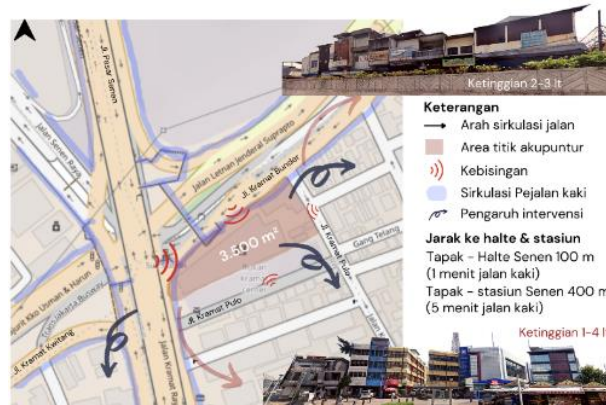 Jl. Pasar Senen
Jalan Senen Raya
Jalan Letnan Jenderal Suprapto
Jl. Kramat Bunder
3.500 m²
Jl. Kramat Pulo
Gang Telang
Jl. Kramat Pulo
Jl. Kramat Kwitang
Jalan Kramat Raya
Ketinggian 2-3 lt
Keterangan
Arah sirkulasi jalan
Area titik akupuntur
Kebisingan
Sirkulasi Pejalan kaki
Pengaruh intervensi
Jarak ke halte & stasiun
Tapak - Halte Senen 100 m
(1 menit jalan kaki)
Tapak - stasiun Senen 400 m
(5 menit jalan kaki)
Ketinggian 1-4 lt